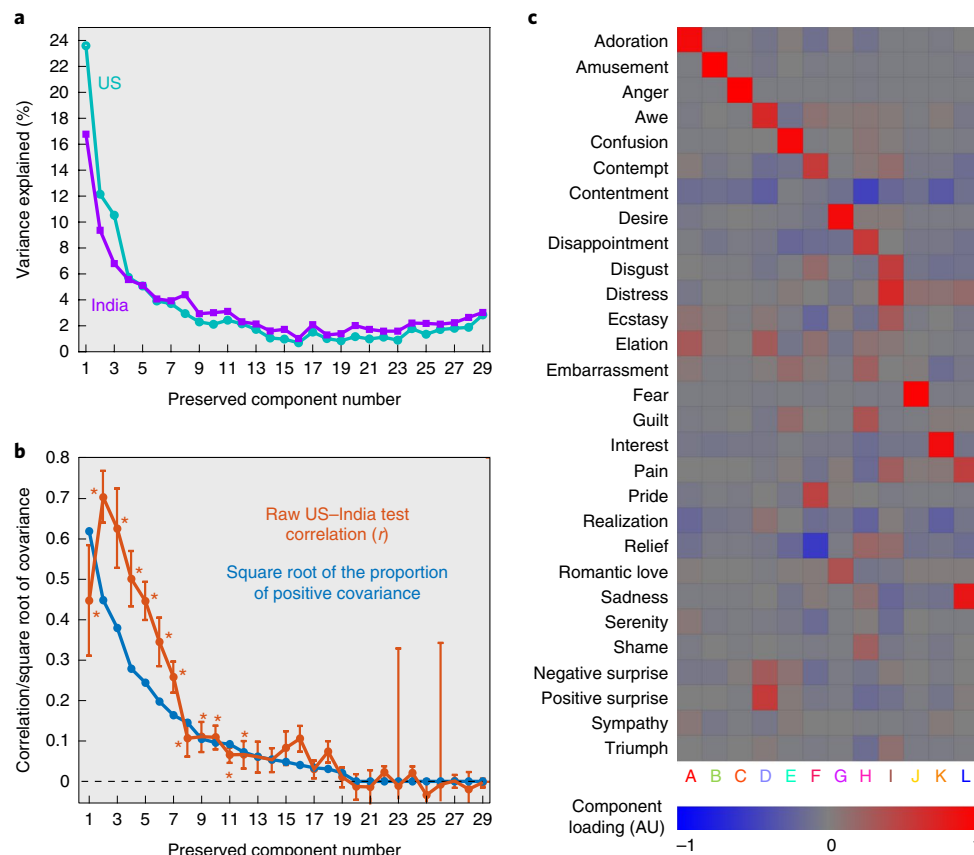 a
24
22
20
18
16
14
12
10
8
6
4
2
0
Variance explained (%)
US
India
1 3 5 7 9 11 13 15 17 19 21 23 25 27 29
Preserved component number
b
0.8
0.7
0.6
0.5
0.4
0.3
0.2
0.1
0
Correlation/square root of covariance
Raw US–India test
correlation (r)
Square root of the proportion
of positive covariance
* * * * * * * * * * * *
1 3 5 7 9 11 13 15 17 19 21 23 25 27 29
Preserved component number
c
Adoration
Amusement
Anger
Awe
Confusion
Contempt
Contentment
Desire
Disappointment
Disgust
Distress
Ecstasy
Elation
Embarrassment
Fear
Guilt
Interest
Pain
Pride
Realization
Relief
Romantic love
Sadness
Serenity
Shame
Negative surprise
Positive surprise
Sympathy
Triumph
A B C D E F G H I J K L
Component
loading (AU)
−1 0